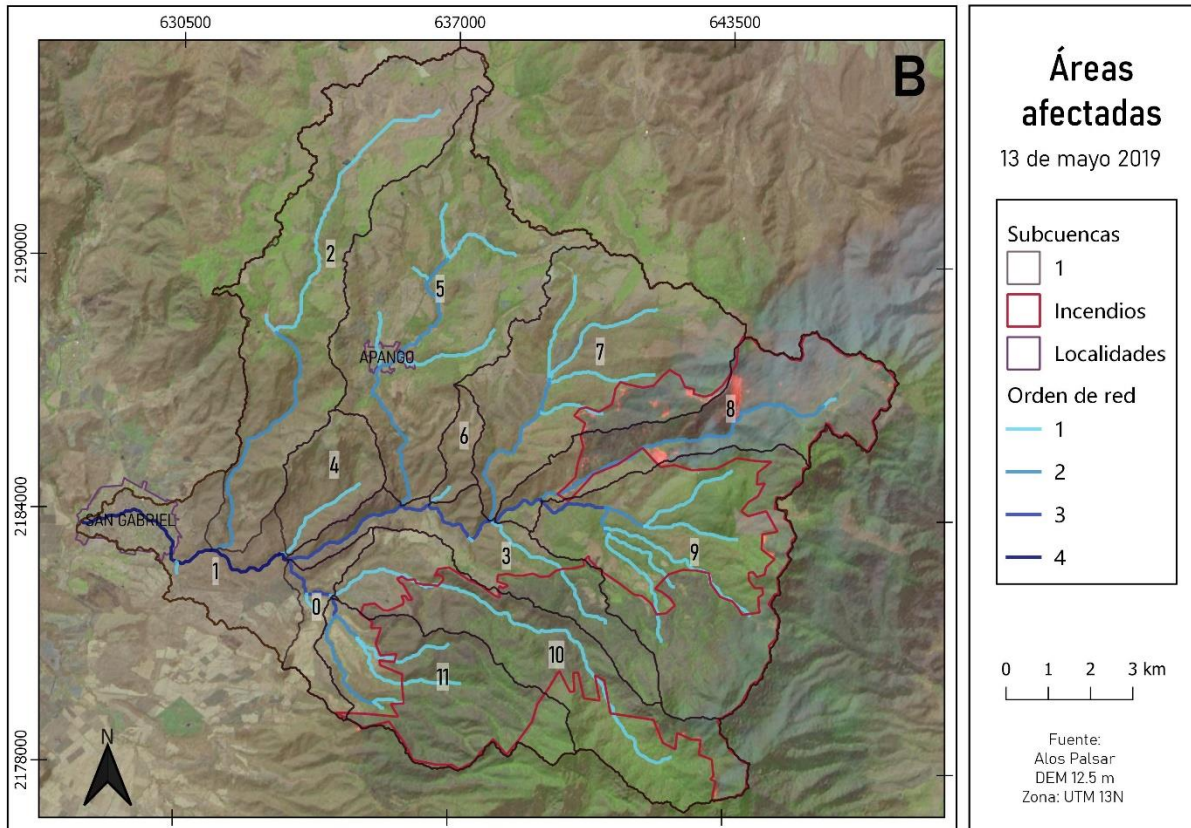 630500
637000
643500
B
2190000
2184000
2178000
2
5
APANGO
7
8
6
4
SAN GABRIEL
1
3
9
0
10
11
N
Áreas
afectadas
13 de mayo 2019
Subcuencas
1
Incendios
Localidades
Orden de red
1
2
3
4
0 1 2 3 km
Fuente:
Alos Palsar
DEM 12.5 m
Zona: UTM 13N